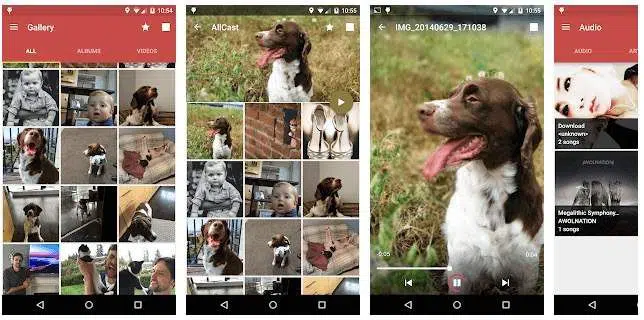 10:55
Gallery
ALL ALBUMS VIDEOS
10:54
AllCast
10:54
IMG_20140629_171038
0:05
0:04
Audio
AUDIO
Download
<unknown>
2 songs
AWOLNATION
Megalithic Symphony...
AWOLNATION
1 songs